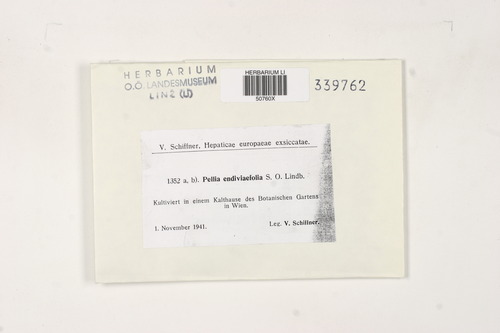 HERBARIUM
O.Ö. LANDESMUSEUM
LINZ (LI)
HERBARIUM LI
50760X
339762
V. Schiffner, Hepaticae europaeae exsiccatae.
1352 a, b). Pellia endiviaefolia S. O. Lindb.
Kultiviert in einem Kalthause des Botanischen Gartens
in Wien.
1. November 1941.
Leg. V. Schiffner.